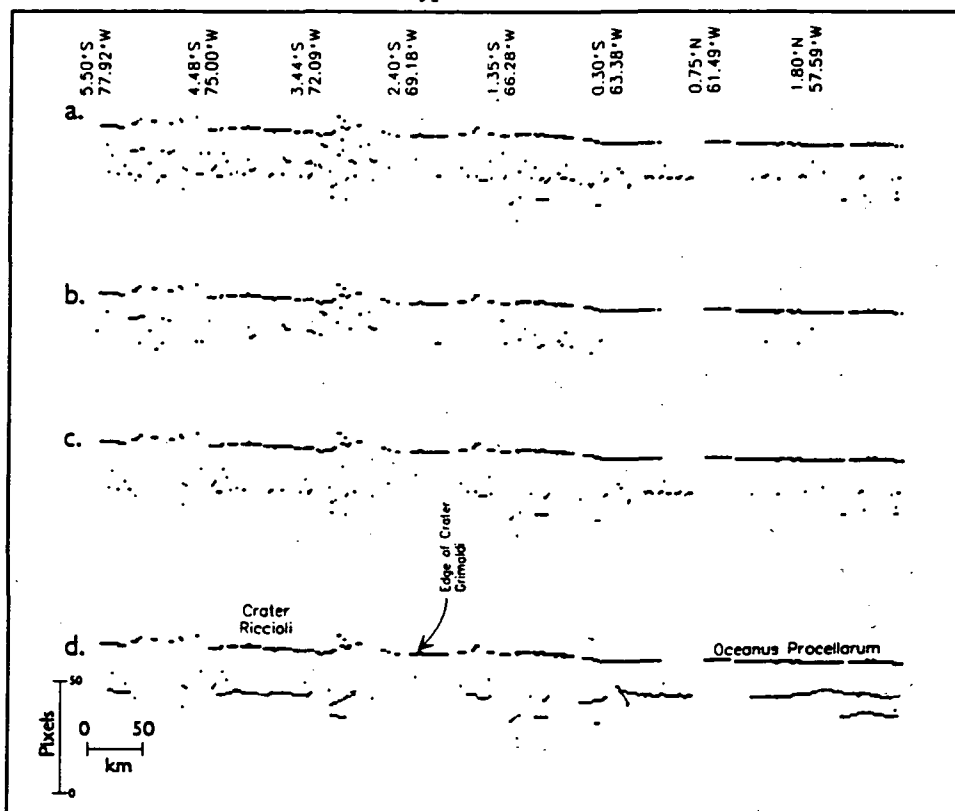 5.50°S
77.92°W
4.48°S
75.00°W
3.44°S
72.09°W
2.40°S
69.18°W
1.35°S
66.28°W
0.30°S
63.38°W
0.75°N
61.49°W
1.80°N
57.59°W
a.
b.
c.
Edge of Crater
Grimaldi
Crater
Riccioli
d.
Oceanus Procellarum
50
Pixels
0
0 50
km